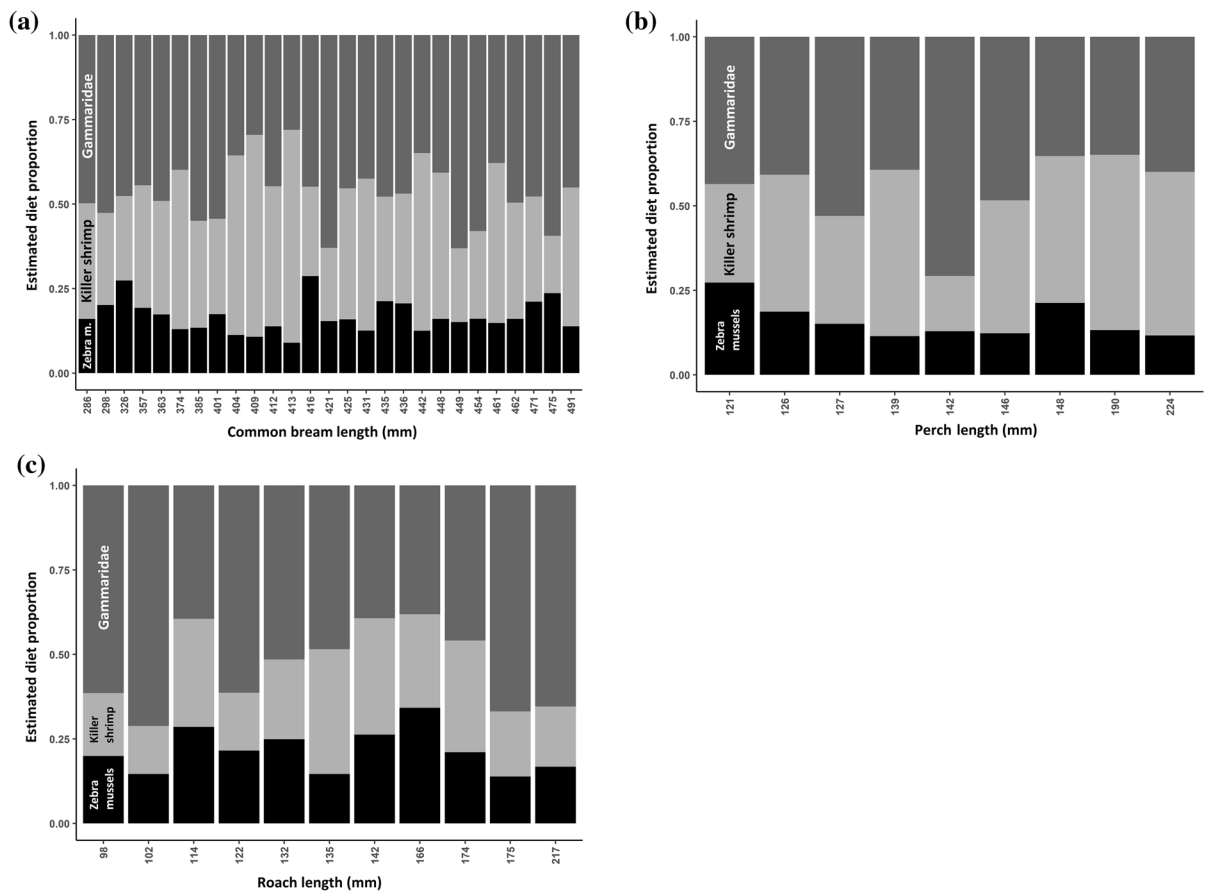 (a)
1.00
0.75
0.50
0.25
0.00
Estimated diet proportion
Gammaridae
Killer shrimp
Zebra m.
286 298 326 357 363 374 385 401 404 409 412 413 416 421 425 431 435 436 442 448 449 454 461 462 471 475 491
Common bream length (mm)
(b)
1.00
0.75
0.50
0.25
0.00
Estimated diet proportion
Gammaridae
Killer shrimp
Zebra
mussels
121 126 127 139 142 146 148 190 224
Perch length (mm)
(c)
1.00
0.75
0.50
0.25
0.00
Estimated diet proportion
Gammaridae
Killer
shrimp
Zebra
mussels
98 102 114 122 132 135 142 166 174 175 217
Roach length (mm)